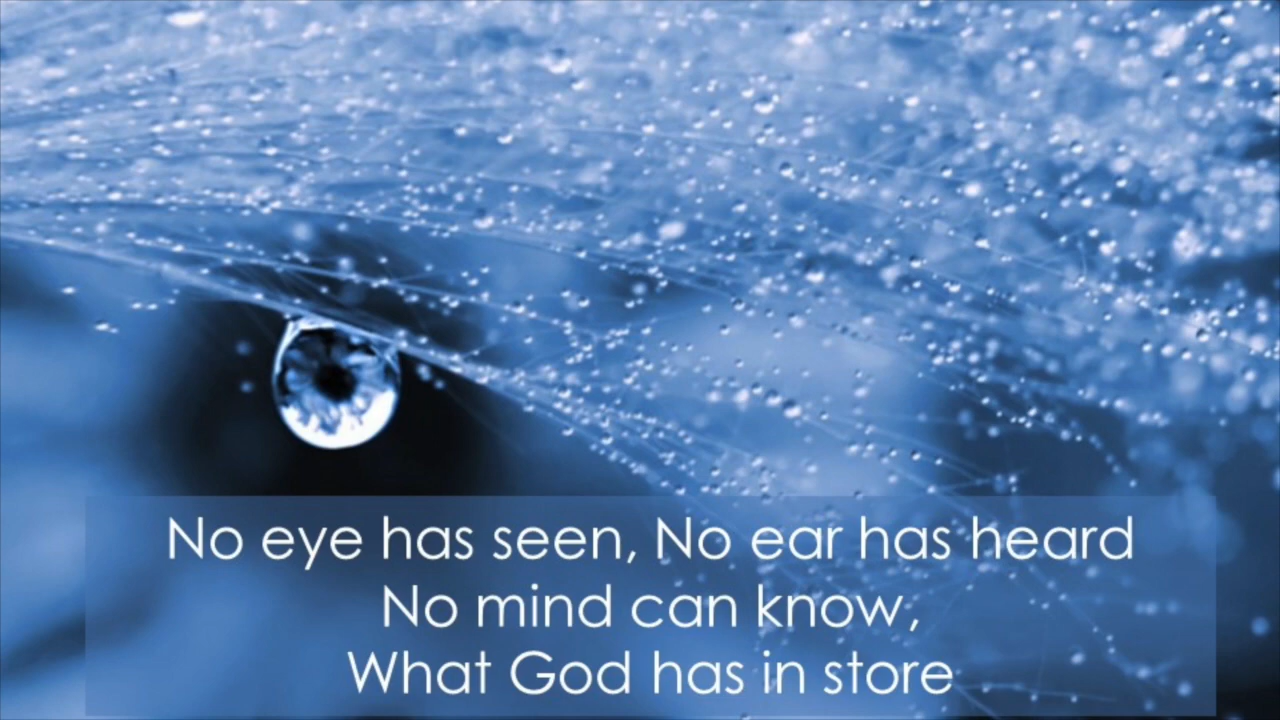 No eye has seen, No ear has heard
No mind can know,
What God has in store